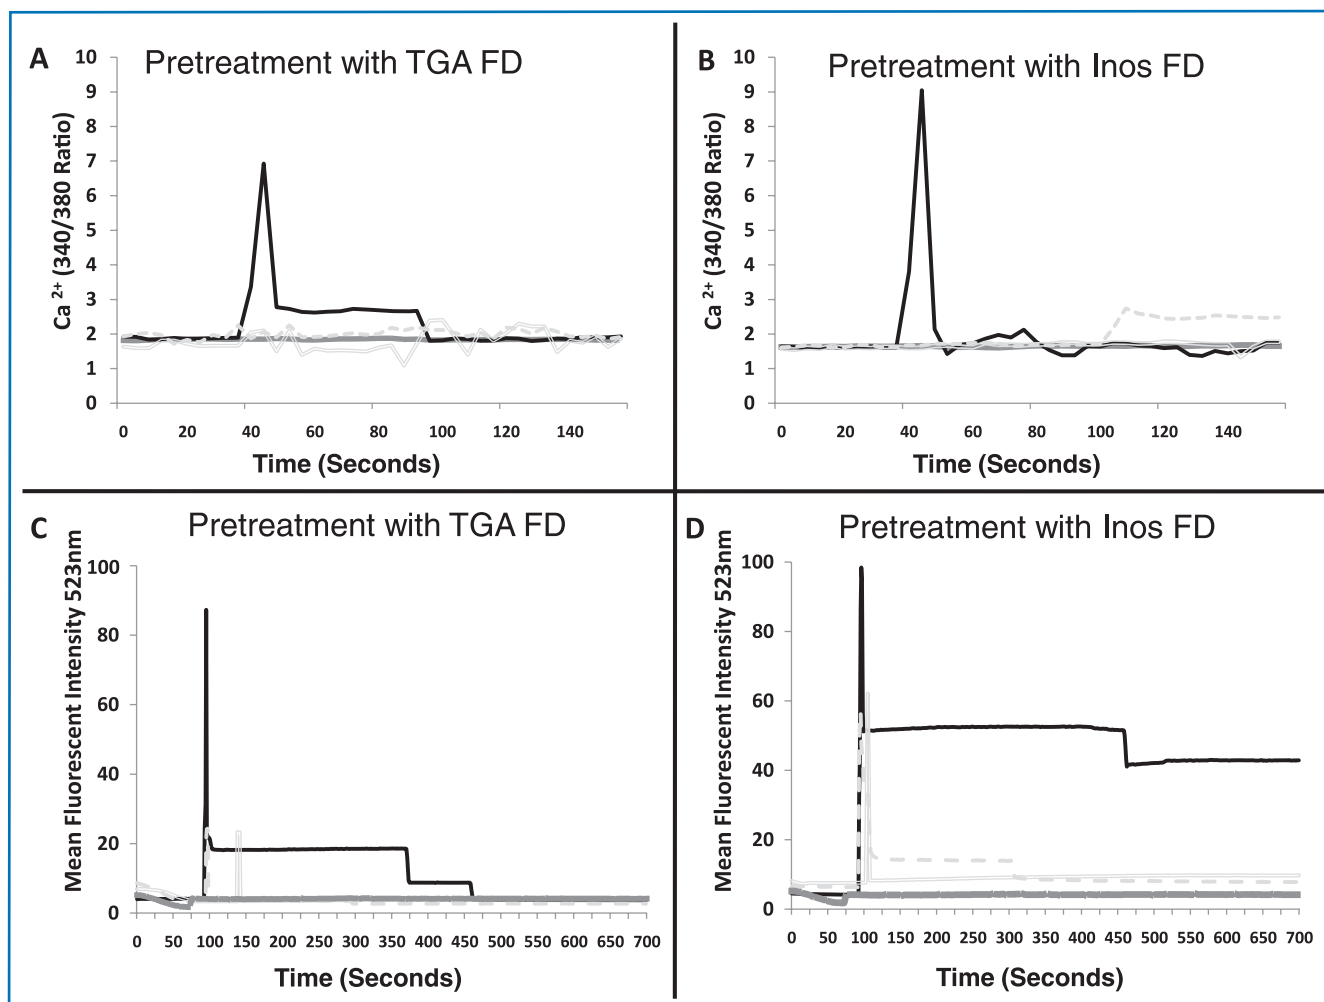 A
Pretreatment with TGA FD
Ca 2+ (340/380 Ratio)
10
9
8
7
6
5
4
3
2
1
0
0 20 40 60 80 100 120 140
Time (Seconds)
B
Pretreatment with Inos FD
Ca 2+ (340/380 Ratio)
10
9
8
7
6
5
4
3
2
1
0
0 20 40 60 80 100 120 140
Time (Seconds)
C
Pretreatment with TGA FD
Mean Fluorescent Intensity 523nm
100
80
60
40
20
0
0 50 100 150 200 250 300 350 400 450 500 550 600 650 700
Time (Seconds)
D
Pretreatment with Inos FD
Mean Fluorescent Intensity 523nm
100
80
60
40
20
0
0 50 100 150 200 250 300 350 400 450 500 550 600 650 700
Time (Seconds)